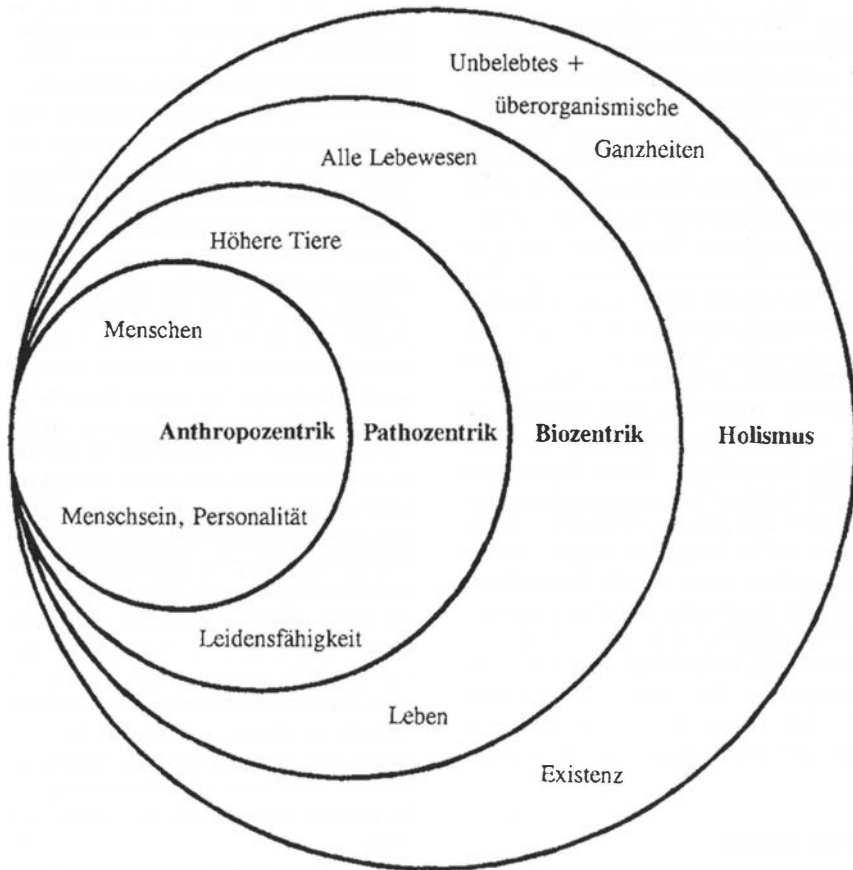 Unbelebtes +
überorganismische
Ganzheiten
Alle Lebewesen
Höhere Tiere
Menschen
Anthropozentrik Pathozentrik Biozentrik Holismus
Menschsein, Personalität
Leidensfähigkeit
Leben
Existenz